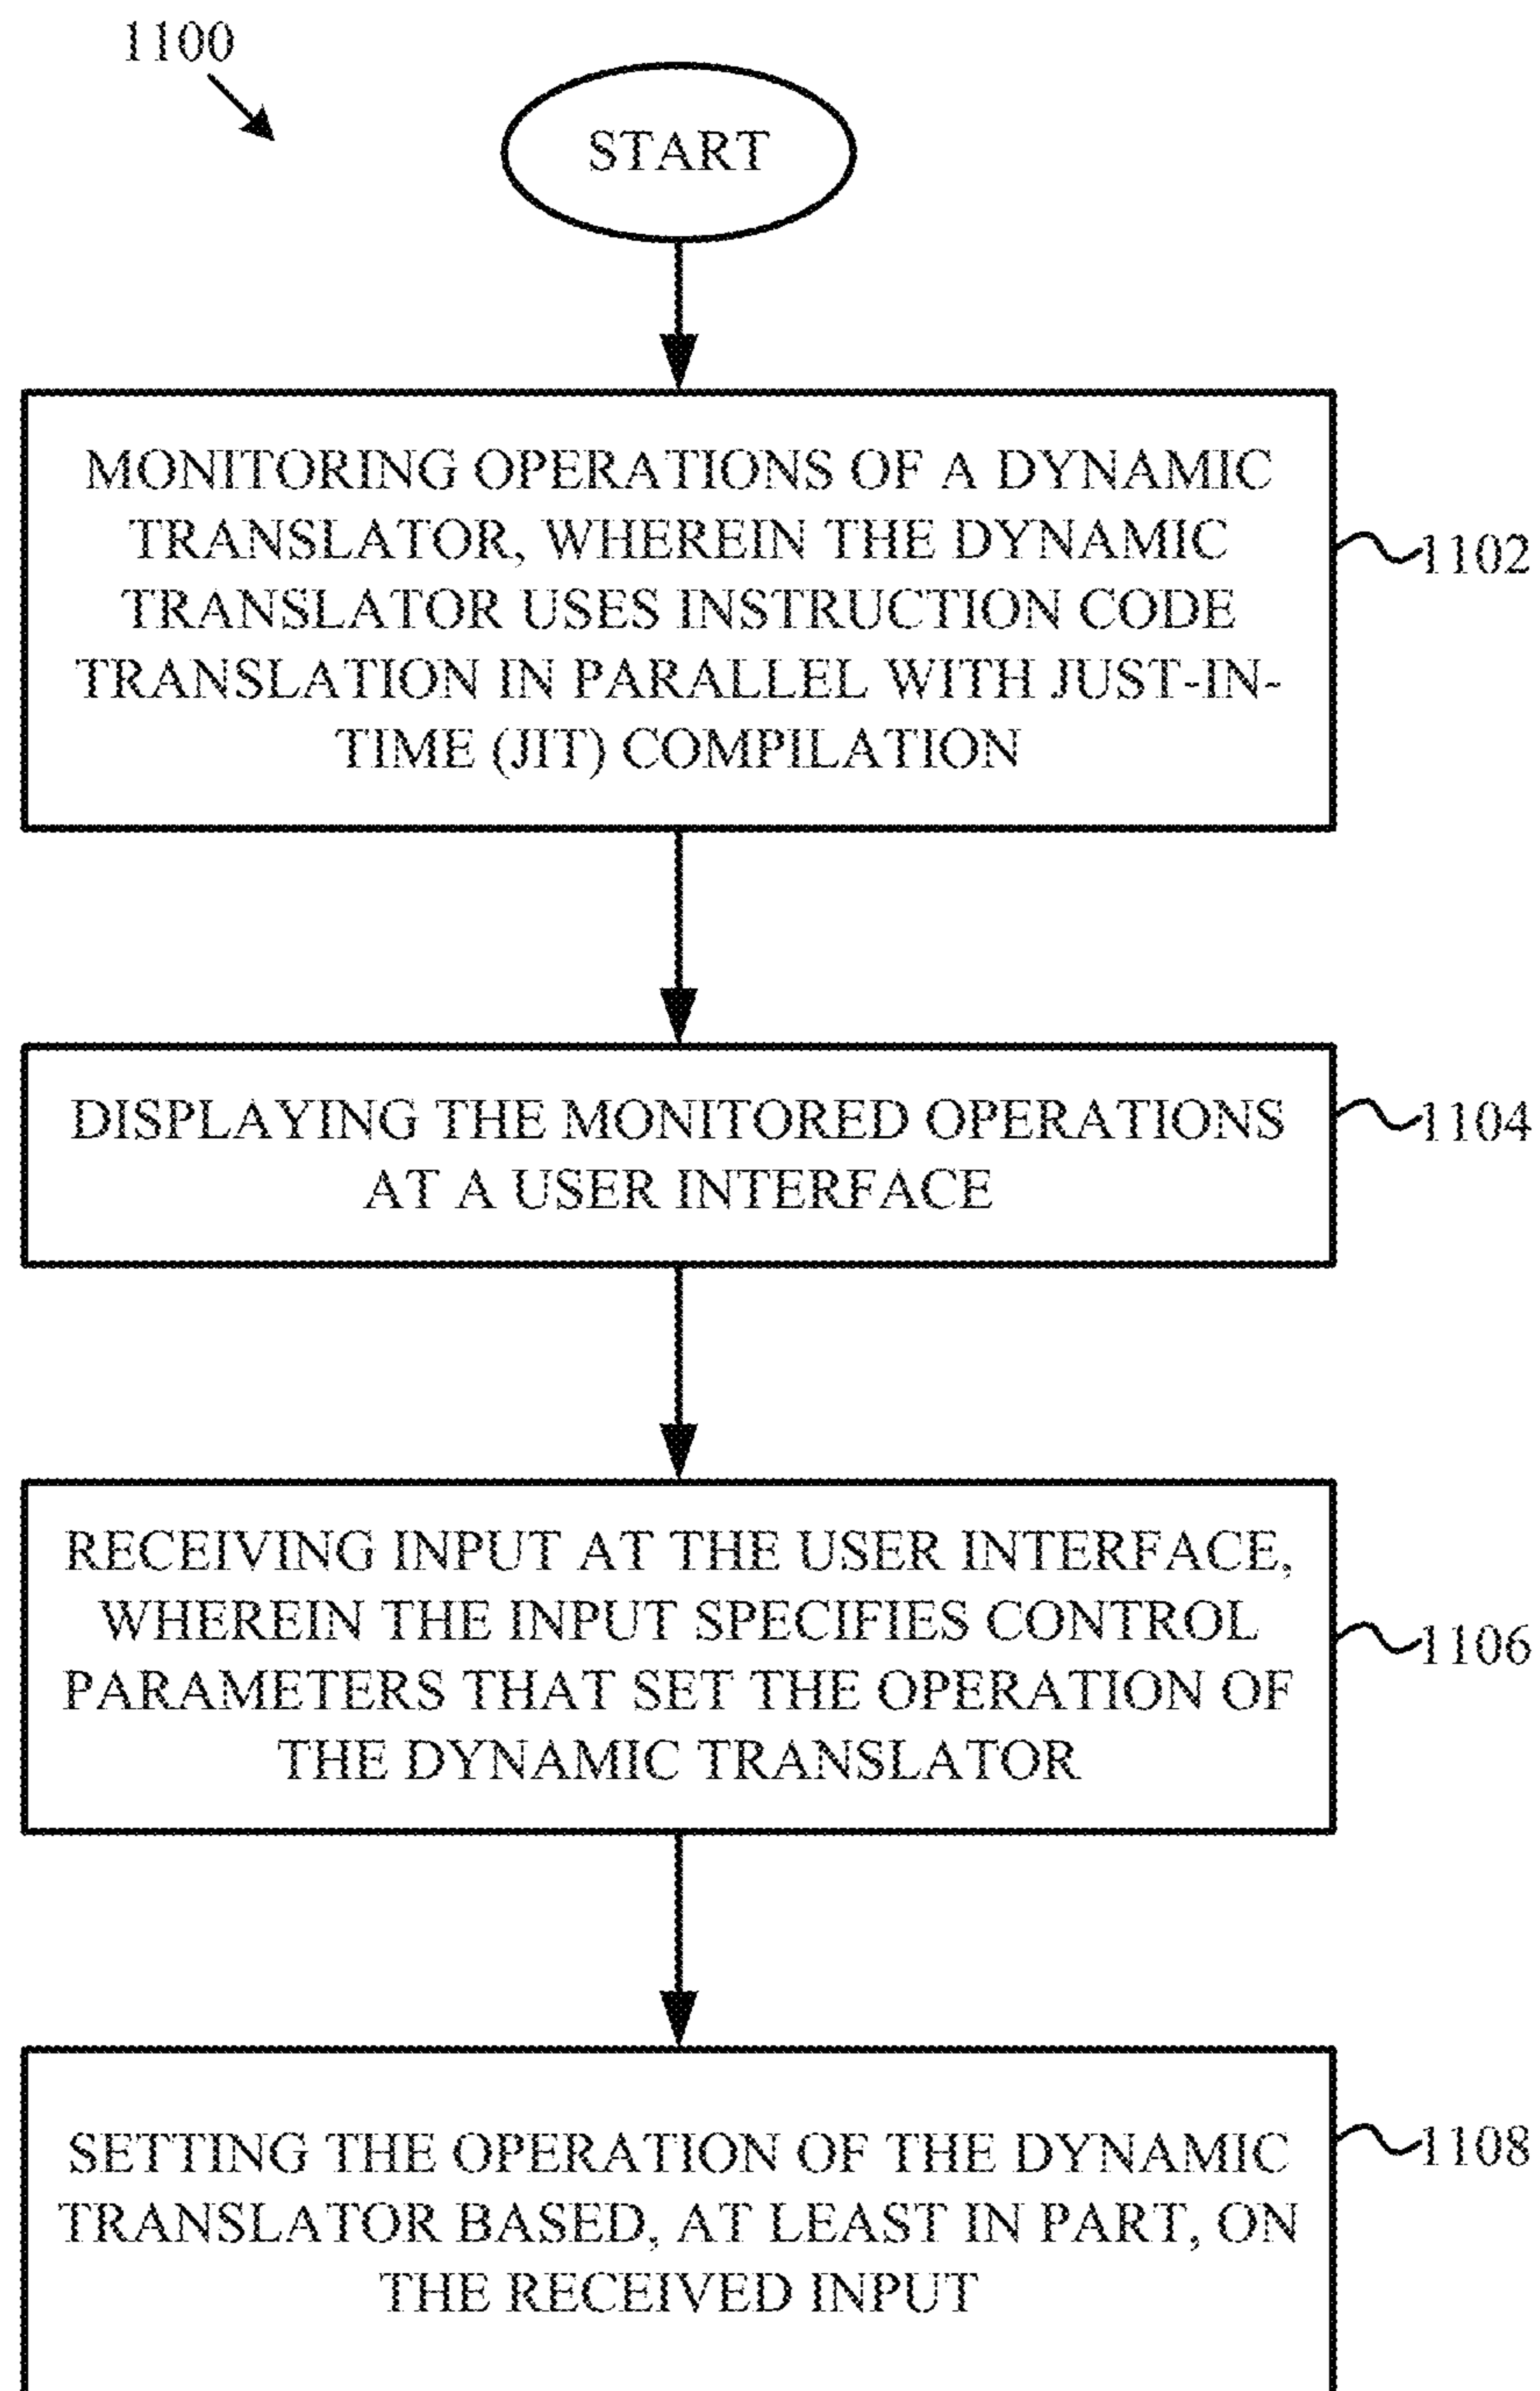 1100
START
MONITORING OPERATIONS OF A DYNAMIC
TRANSLATOR, WHEREIN THE DYNAMIC
TRANSLATOR USES INSTRUCTION CODE
TRANSLATION IN PARALLEL WITH JUST-IN-
TIME (JIT) COMPILATION
1102
DISPLAYING THE MONITORED OPERATIONS
AT A USER INTERFACE
1104
RECEIVING INPUT AT THE USER INTERFACE,
WHEREIN THE INPUT SPECIFIES CONTROL
PARAMETERS THAT SET THE OPERATION OF
THE DYNAMIC TRANSLATOR
1106
SETTING THE OPERATION OF THE DYNAMIC
TRANSLATOR BASED, AT LEAST IN PART, ON
THE RECEIVED INPUT
1108